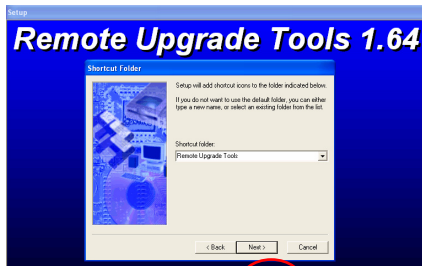 Setup
Remote Upgrade Tools 1.64
Shortcut Folder
Setup will add shortcut icons to the folder indicated below.
If you do not want to use the default folder, you can either
type a new name, or select an existing folder from the list.
Shortcut folder:
Remote Upgrade Tools
< Back Next > Cancel